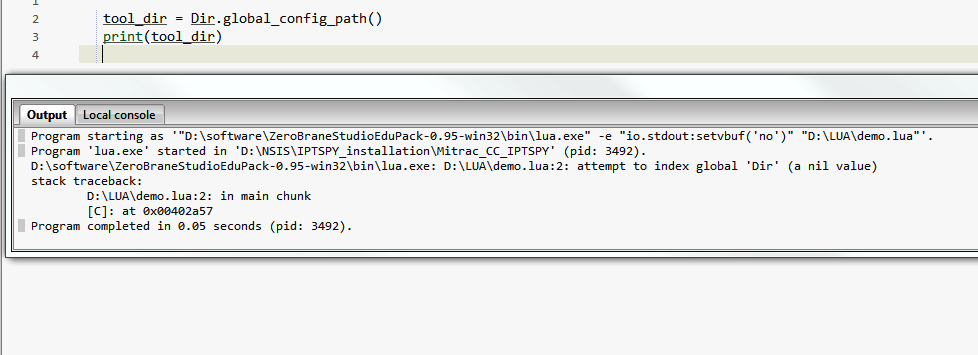 1
2 tool_dir = Dir.global_config_path()
3 print(tool_dir)
4
Output Local console
Program starting as '"D:\software\ZeroBraneStudioEduPack-0.95-win32\bin\lua.exe" -e "io.stdout:setvbuf('no')" "D:\LUA\demo.lua"'.
Program 'lua.exe' started in 'D:\NSIS\IPTSPY_installation\Mitrac_CC_IPTSPY' (pid: 3492).
D:\software\ZeroBraneStudioEduPack-0.95-win32\bin\lua.exe: D:\LUA\demo.lua:2: attempt to index global 'Dir' (a nil value)
stack traceback:
D:\LUA\demo.lua:2: in main chunk
[C]: at 0x00402a57
Program completed in 0.05 seconds (pid: 3492).